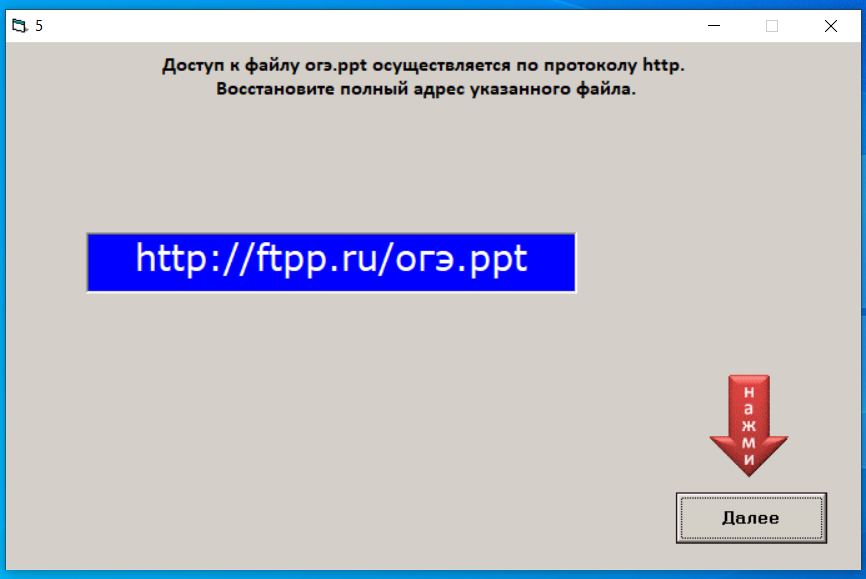 5
Доступ к файлу огэ.ppt осуществляется по протоколу http.
Восстановите полный адрес указанного файла.
http://ftpp.ru/огэ.ppt
нажми
Далее